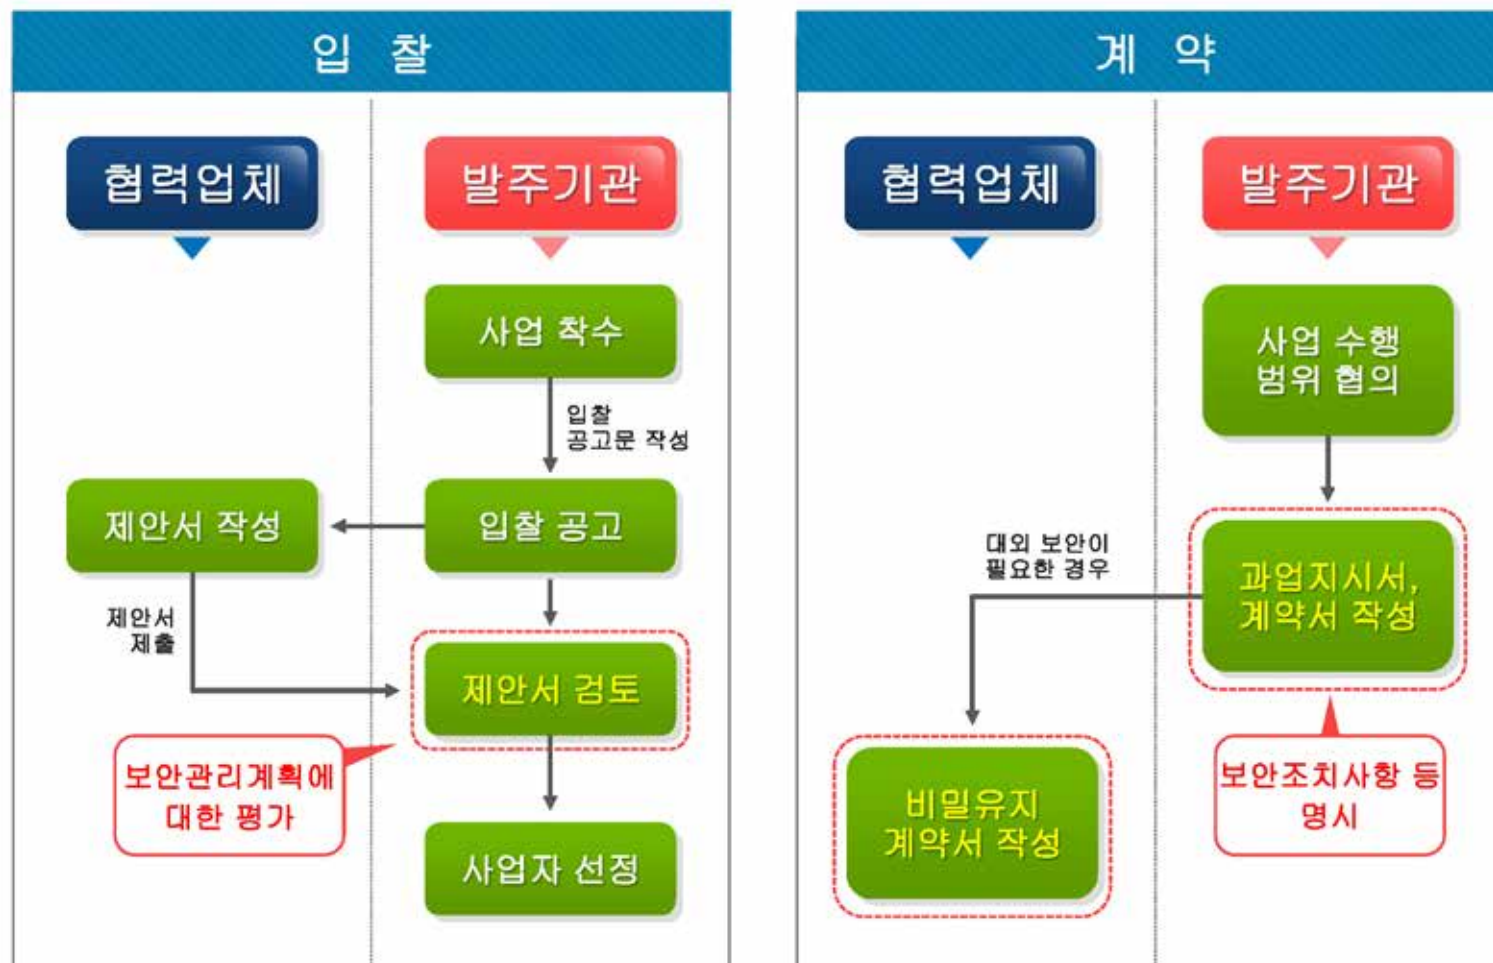 입 찰
협력업체
발주기관
사업 착수
입찰
공고문 작성
제안서 작성
입찰 공고
제안서
제출
제안서 검토
보안관리계획에
대한 평가
사업자 선정
계 약
협력업체
발주기관
사업 수행
범위 협의
대외 보안이
필요한 경우
과업지시서,
계약서 작성
비밀유지
계약서 작성
보안조치사항 등
명시